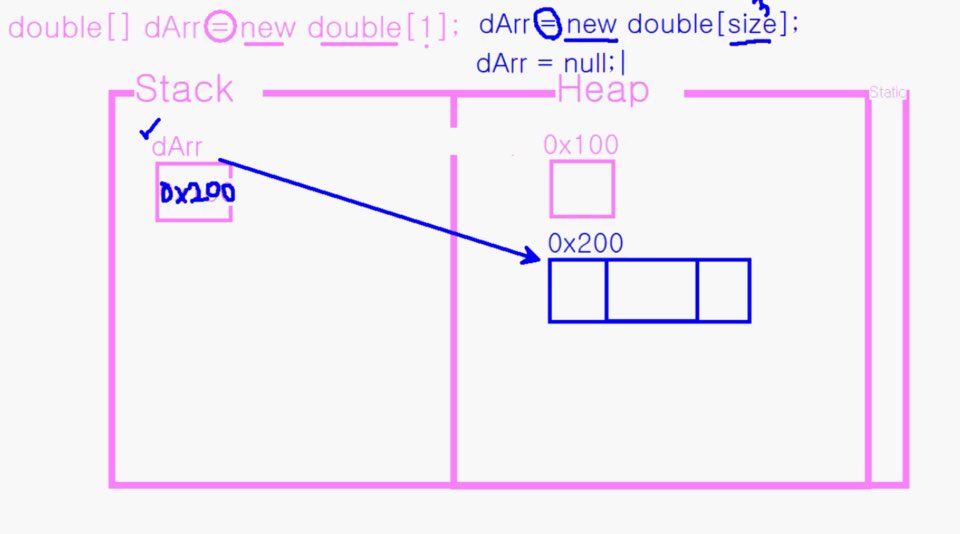 double[] dArr = new double[1];
3
dArr = new double[size];
dArr = null;|
Stack
Heap
Static
dArr
0x200
0x100
0x200